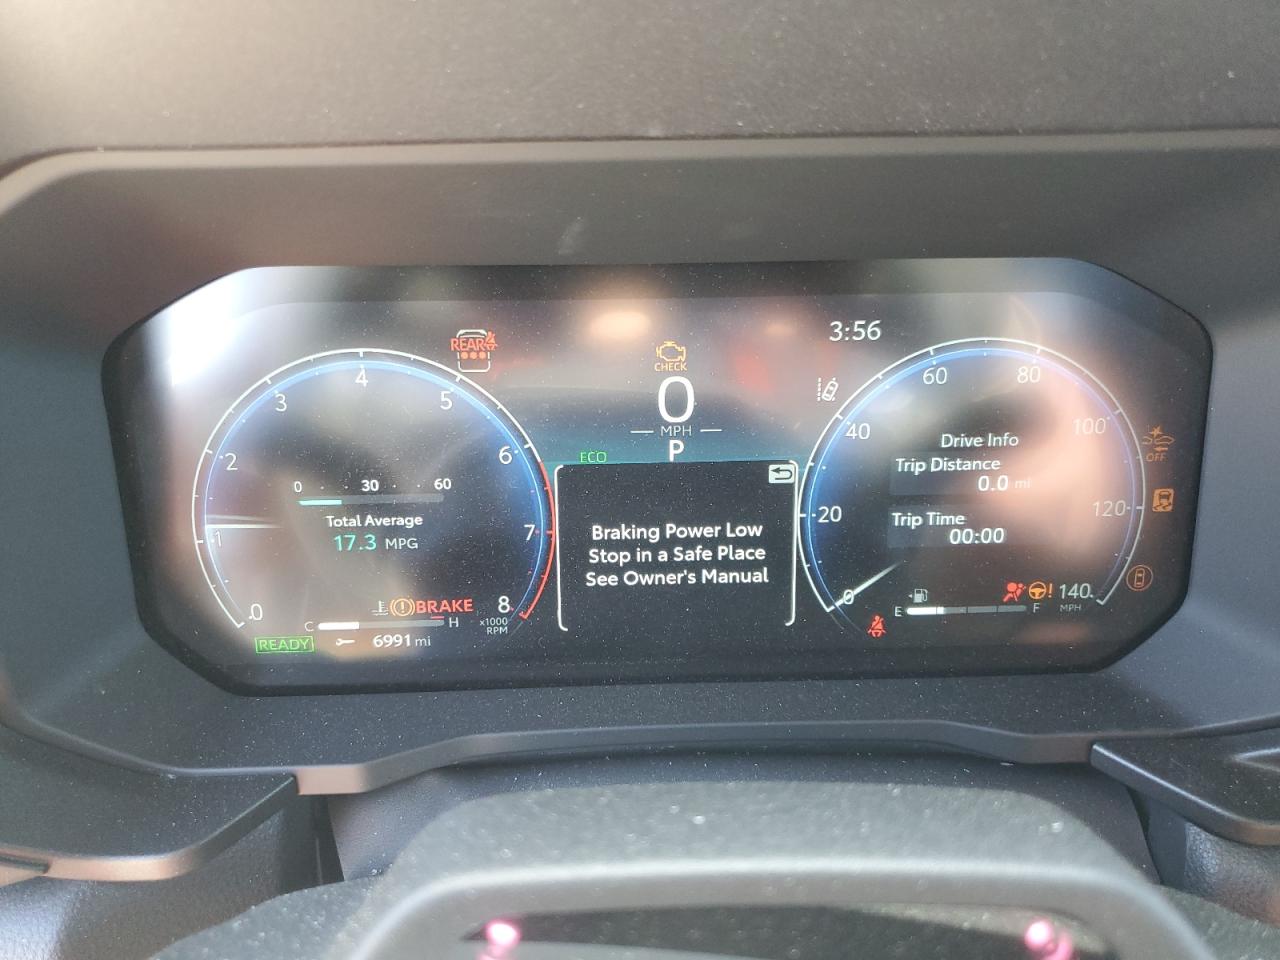 3:56
REAR
CHECK
0
MPH
P
ECO
Braking Power Low
Stop in a Safe Place
See Owner's Manual
0
1
2
3
4
5
6
7
8
x1000
RPM
0 30 60
Total Average
17.3 MPG
BRAKE
C H
READY
6991 mi
0
20
40
60
80
100
120
140
MPH
Drive Info
Trip Distance
0.0 mi
Trip Time
00:00
E F
OFF